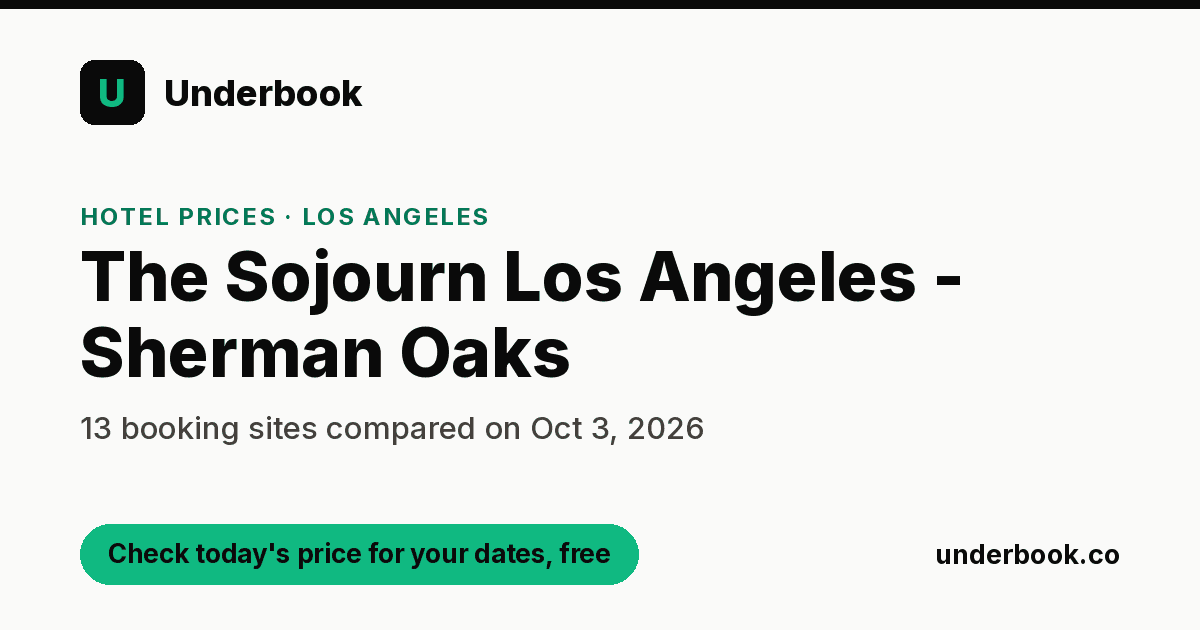 U Underbook
HOTEL PRICES · LOS ANGELES
The Sojourn Los Angeles -
Sherman Oaks
13 booking sites compared on Oct 3, 2026
Check today's price for your dates, free
underbook.co